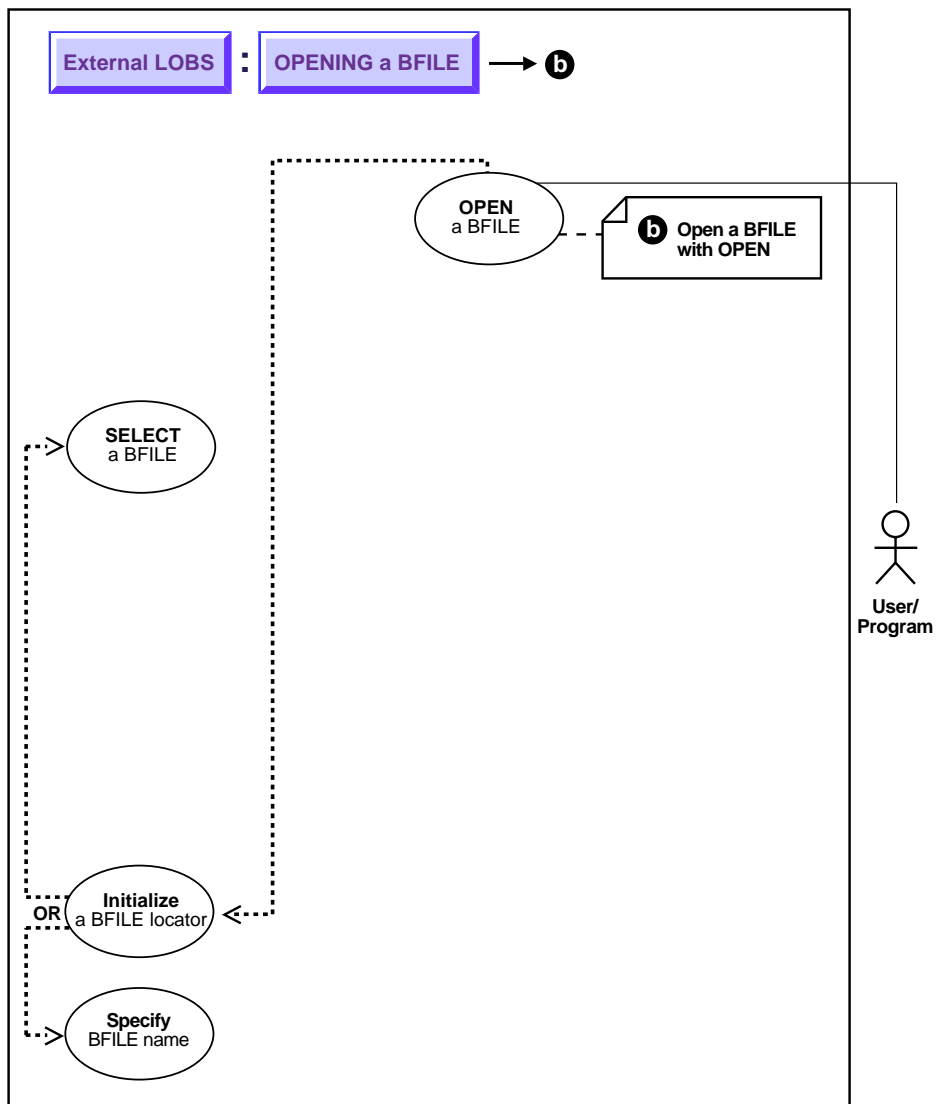 External LOBS : OPENING a BFILE b
OPEN
a BFILE
b Open a BFILE
with OPEN
SELECT
a BFILE
User/
Program
Initialize
OR a BFILE locator
Specify
BFILE name